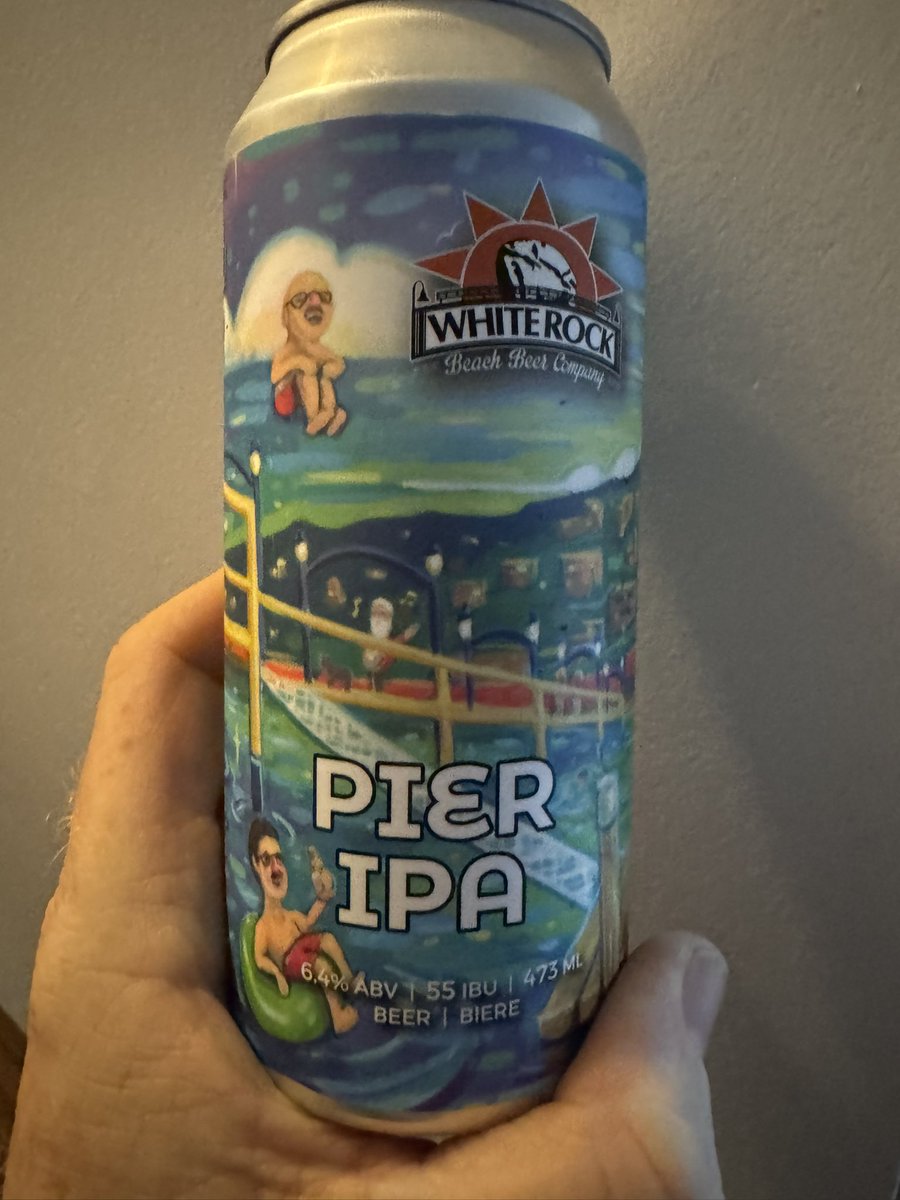 WHITE ROCK
Beach Beer Company
PIER
IPA
6.4% ABV | 55 IBU | 473 ML
BEER | BIERE